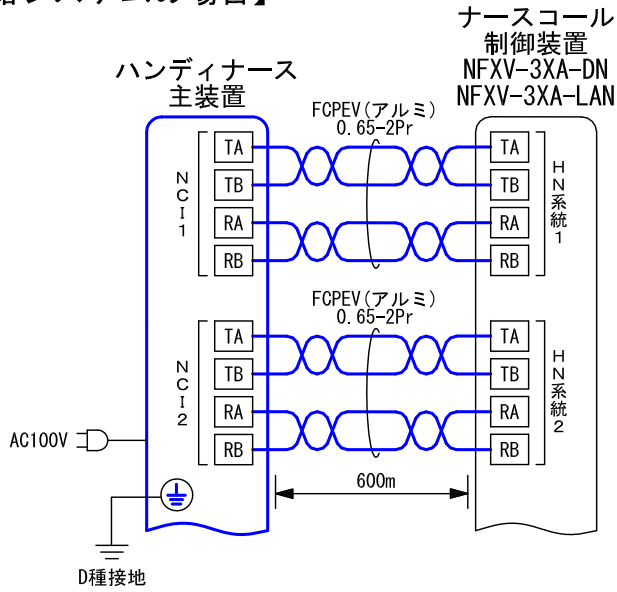 ナースコール
制御装置
NFXV-3XA-DN
NFXV-3XA-LAN
ハンディナース
主装置
FCPEV(アルミ)
0.65-2Pr
NCI1
TA
TB
RA
RB
TA
TB
RA
RB
HN系統1
FCPEV(アルミ)
0.65-2Pr
NCI2
TA
TB
RA
RB
TA
TB
RA
RB
HN系統2
AC100V
600m
D種接地